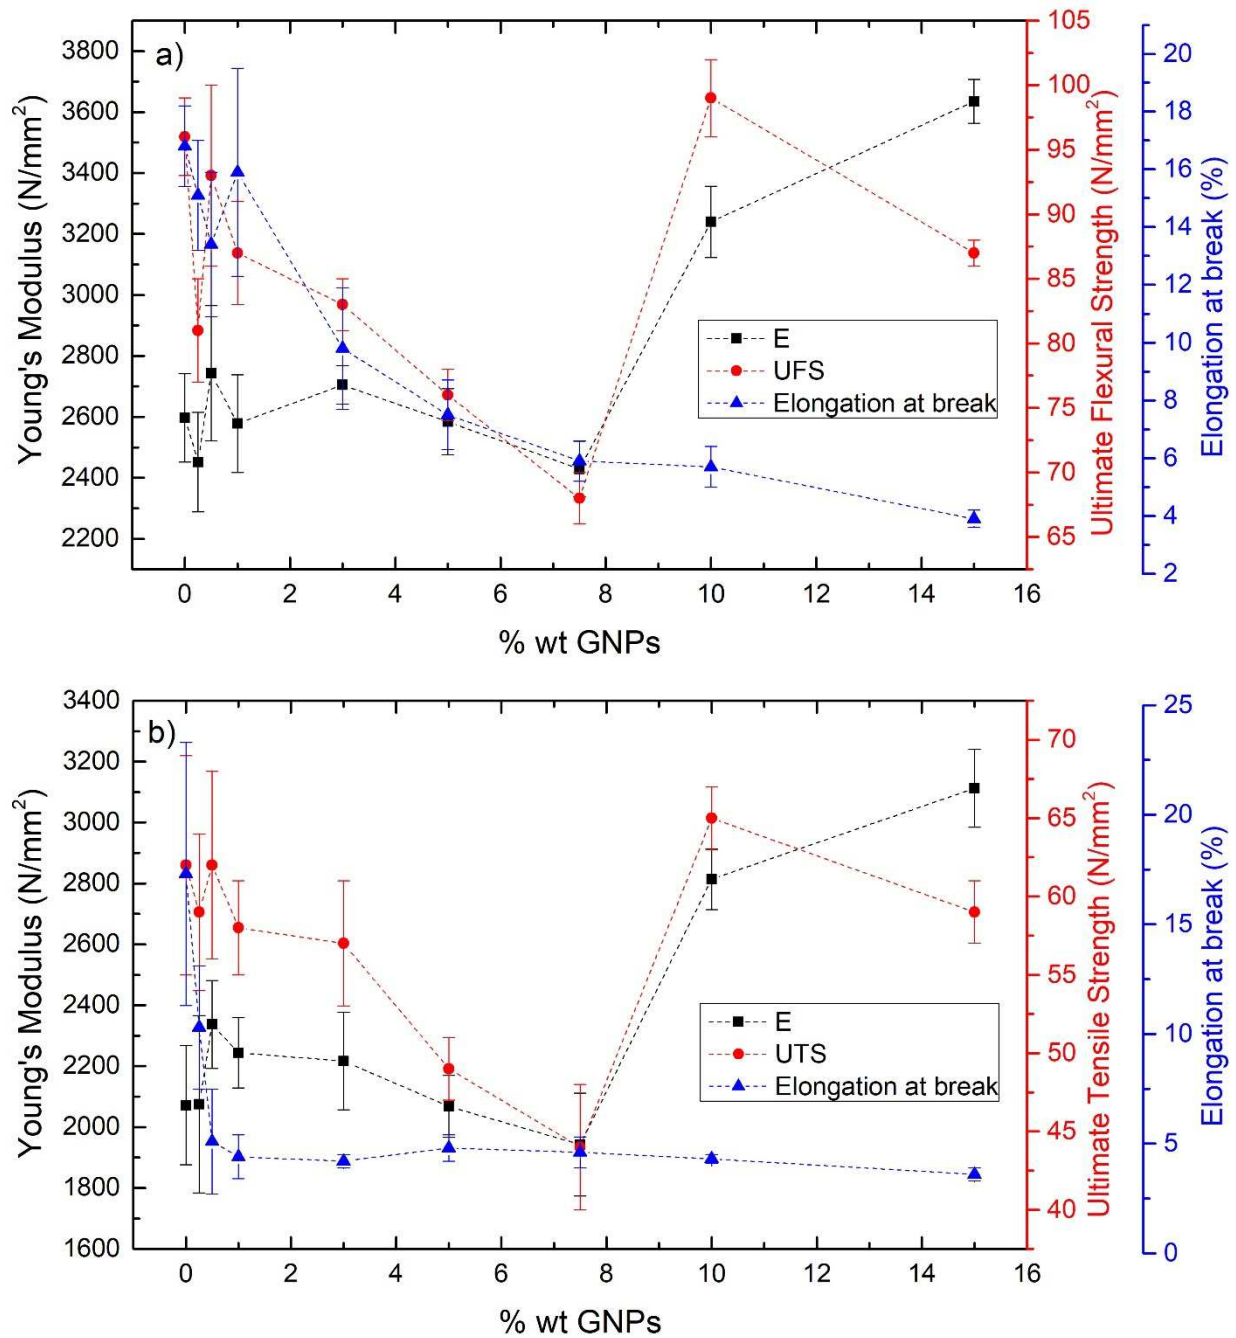 a)
Young's Modulus (N/mm²)
3800
3600
3400
3200
3000
2800
2600
2400
2200
0 2 4 6 8 10 12 14 16
% wt GNPs
E
UFS
Elongation at break
105
100
95
90
85
80
75
70
65
Ultimate Flexural Strength (N/mm²)
20
18
16
14
12
10
8
6
4
2
Elongation at break (%)
b)
Young's Modulus (N/mm²)
3400
3200
3000
2800
2600
2400
2200
2000
1800
1600
0 2 4 6 8 10 12 14 16
% wt GNPs
E
UTS
Elongation at break
70
65
60
55
50
45
40
Ultimate Tensile Strength (N/mm²)
25
20
15
10
5
0
Elongation at break (%)